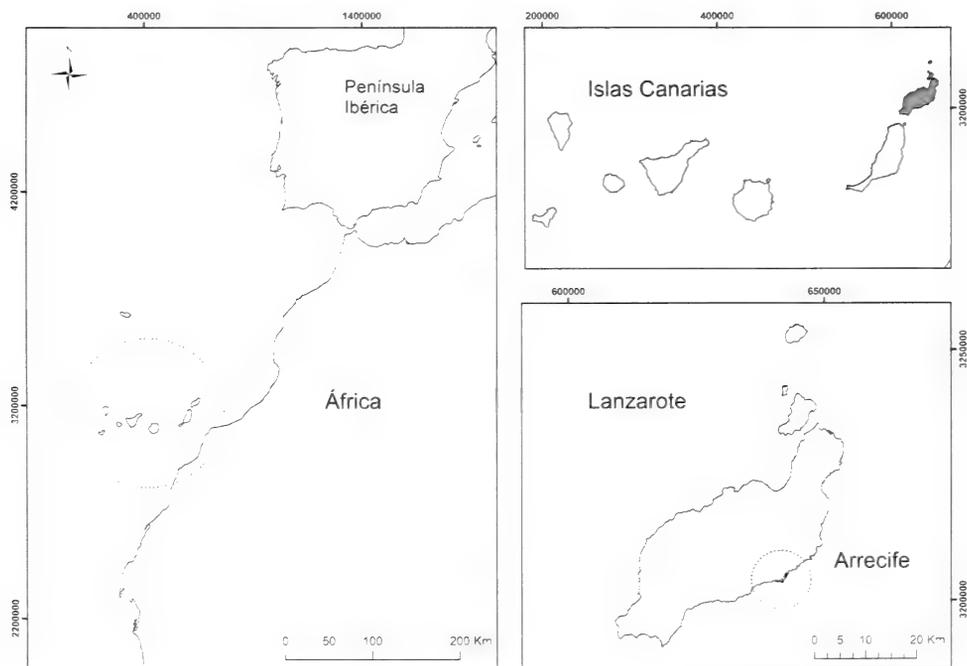 400000 1400000
Península
Ibérica
4200000
África
3200000
2200000
0 50 100 200 Km
200000 400000 600000
Islas Canarias
3200000
600000 650000
3250000
Lanzarote
Arrecife
3200000
0 5 10 20 Km